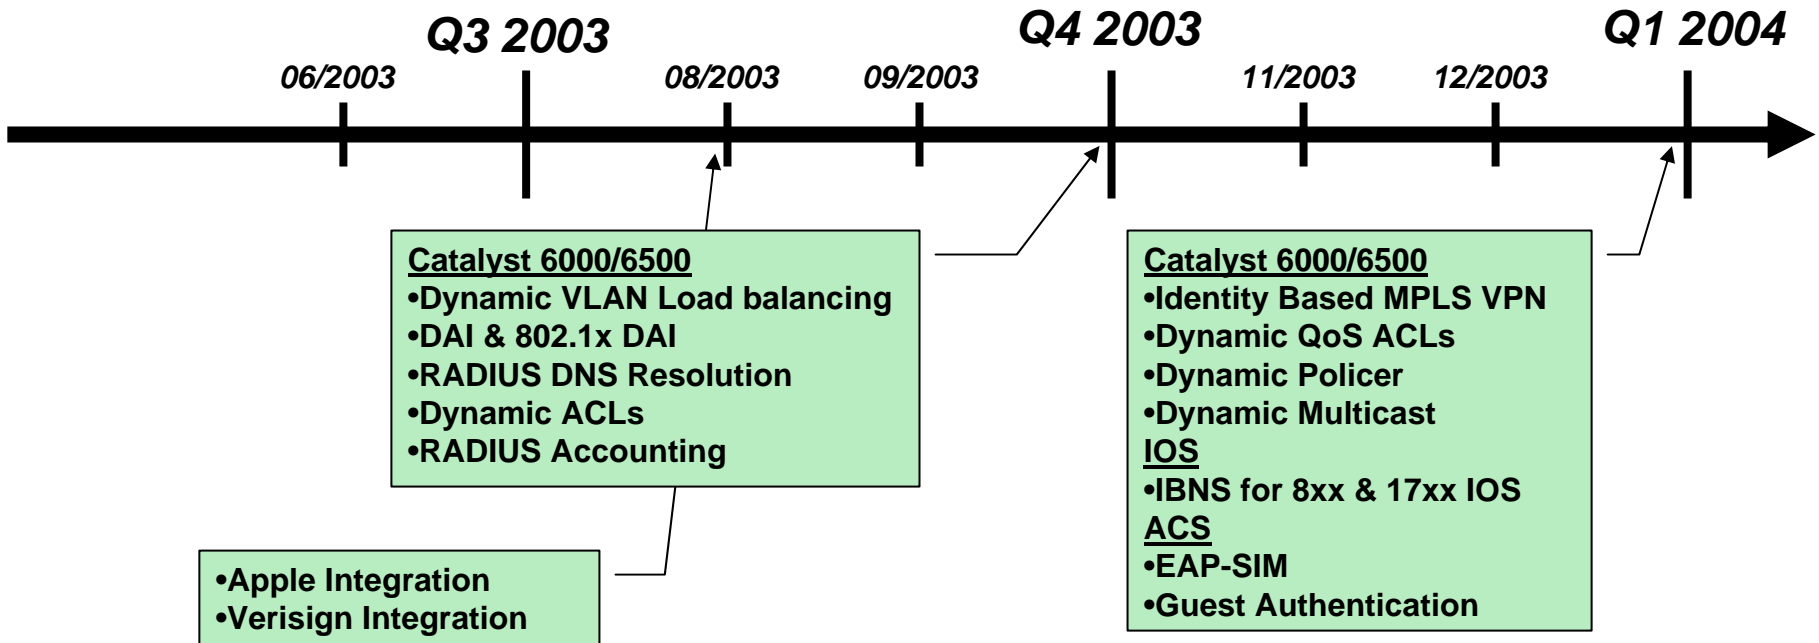 Q3 2003
Q4 2003
Q1 2004
06/2003
08/2003
09/2003
11/2003
12/2003
Catalyst 6000/6500
•Dynamic VLAN Load balancing
•DAI & 802.1x DAI
•RADIUS DNS Resolution
•Dynamic ACLs
•RADIUS Accounting
Catalyst 6000/6500
•Identity Based MPLS VPN
•Dynamic QoS ACLs
•Dynamic Policer
•Dynamic Multicast
IOS
•IBNS for 8xx & 17xx IOS
ACS
•EAP-SIM
•Guest Authentication
•Apple Integration
•Verisign Integration